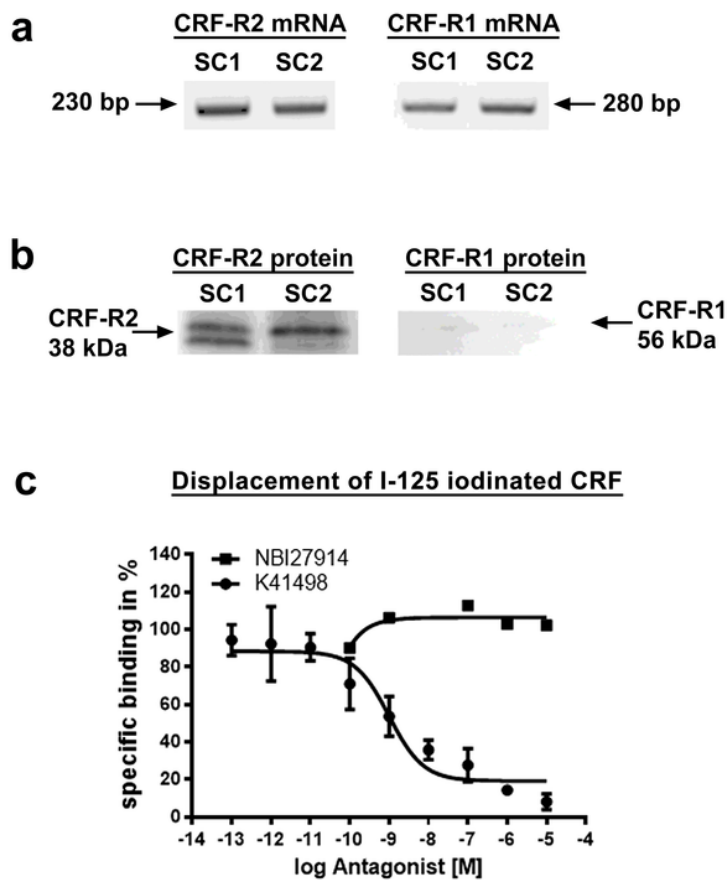 a
CRF-R2 mRNA
CRF-R1 mRNA
SC1 SC2
SC1 SC2
230 bp
280 bp
b
CRF-R2 protein
CRF-R1 protein
SC1 SC2
SC1 SC2
CRF-R2
38 kDa
CRF-R1
56 kDa
c
Displacement of I-125 iodinated CRF
NBI27914
K41498
specific binding in %
140
120
100
80
60
40
20
0
-14 -13 -12 -11 -10 -9 -8 -7 -6 -5 -4
log Antagonist [M]